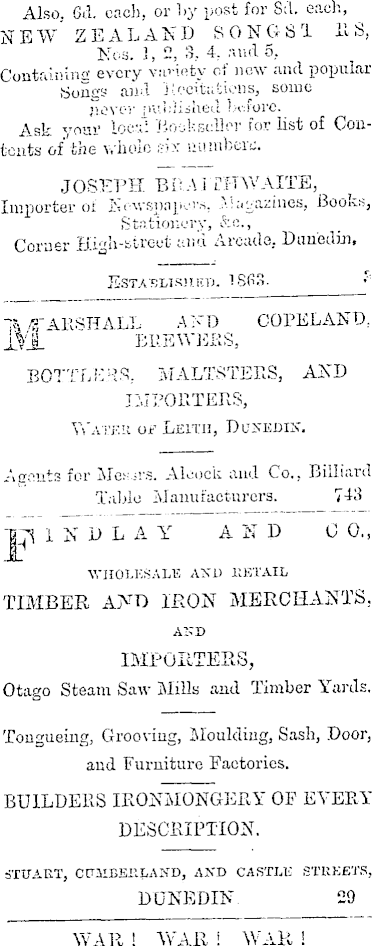 Also, 6d. each, or by post for 8d. each,
NEW ZEALAND SONGSTERS,
Nos. 1, 2, 3, 4, and 5,
Containing every variety of new and popular
Songs and Recitations, some
never published before.
Ask your local Bookseller for list of Con-
tents of the whole six numbers.
JOSEPH BRAITHWAITE,
Importer of Newspapers, Magazines, Books,
Stationery, &c.,
Corner High-street and Arcade, Dunedin,
ESTABLISHED. 1863.
MARSHALL AND COPELAND,
BREWERS,
BOTTLERS, MALTSTERS, AND
IMPORTERS,
WATER OF LEITH, DUNEDIN.
Agents for Messrs. Alcock and Co., Billiard
Table Manufacturers. 743
FINDLAY AND CO.,
WHOLESALE AND RETAIL
TIMBER AND IRON MERCHANTS,
AND
IMPORTERS,
Otago Steam Saw Mills and Timber Yards.
Tongueing, Grooving, Moulding, Sash, Door,
and Furniture Factories.
BUILDERS IRONMONGERY OF EVERY
DESCRIPTION.
STUART, CUMBERLAND, AND CASTLE STREETS,
DUNEDIN 29
WAR! WAR! WAR!